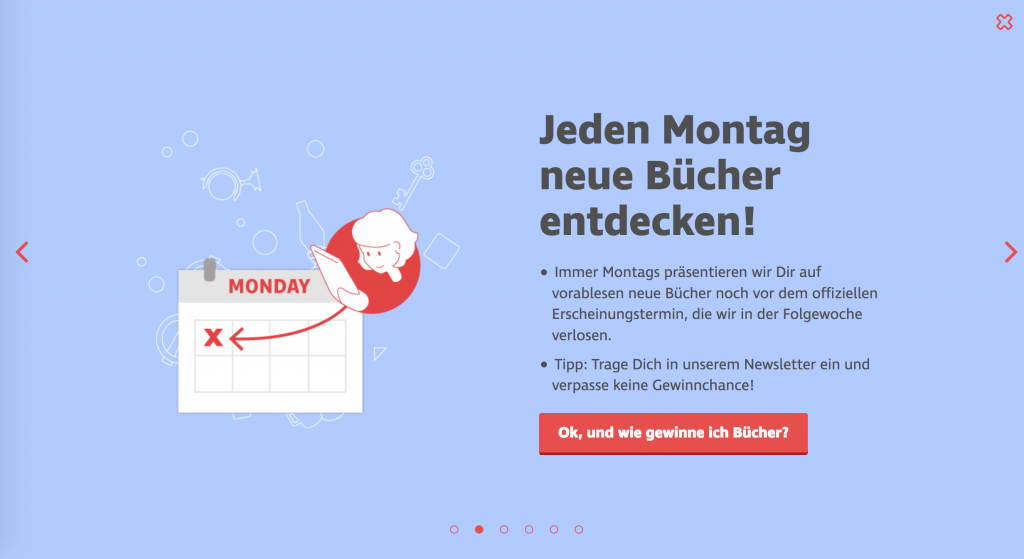 Jeden Montag
neue Bücher
entdecken!
MONDAY
X
• Immer Montags präsentieren wir Dir auf
vorablesen neue Bücher noch vor dem offiziellen
Erscheinungstermin, die wir in der Folgewoche
verlosen.
• Tipp: Trage Dich in unserem Newsletter ein und
verpasse keine Gewinnchance!
Ok, und wie gewinne ich Bücher?